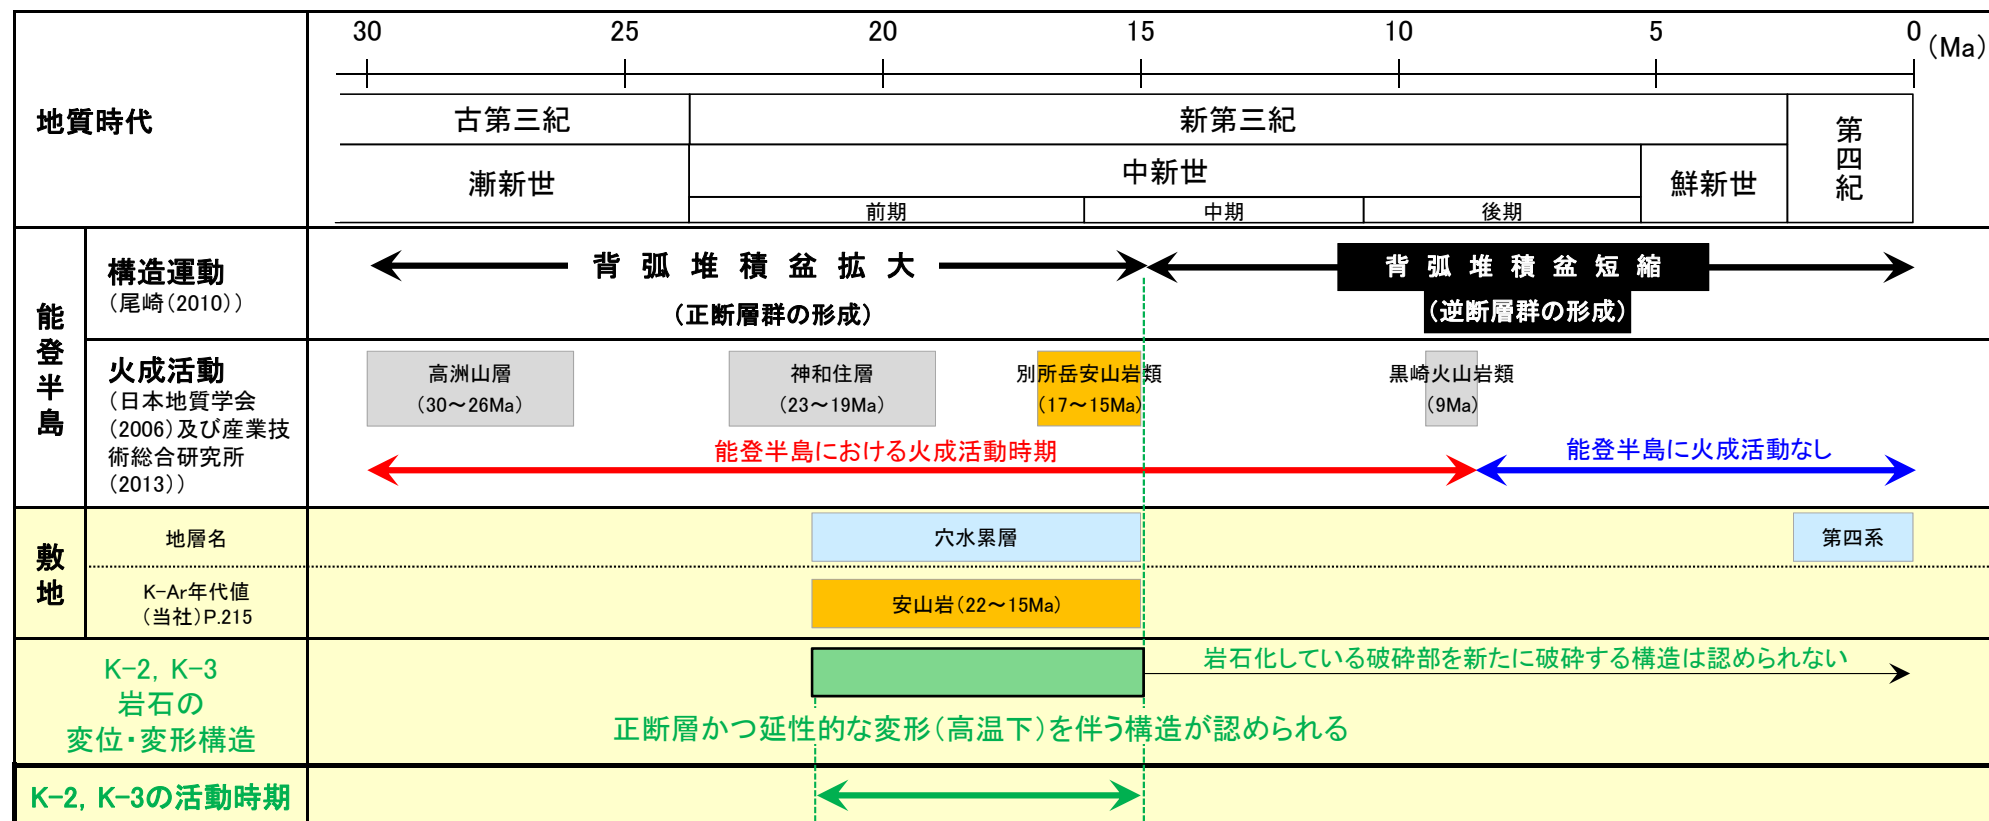 30
25
20
15
10
5
0
(Ma)
地質時代
古第三紀
新第三紀
第四紀
漸新世
中新世
鮮新世
前期
中期
後期
能登半島
構造運動
(尾崎(2010))
背弧堆積盆拡大
(正断層群の形成)
背弧堆積盆短縮
(逆断層群の形成)
火成活動
(日本地質学会
(2006)及び産業技
術総合研究所
(2013))
高洲山層
(30～26Ma)
神和住層
(23～19Ma)
別所岳安山岩類
(17～15Ma)
黒崎火山岩類
(9Ma)
能登半島における火成活動時期
能登半島に火成活動なし
敷地
地層名
穴水累層
第四系
K-Ar年代値
(当社)P.215
安山岩(22～15Ma)
K-2, K-3
岩石の
変位・変形構造
岩石化している破砕部を新たに破砕する構造は認められない
正断層かつ延性的な変形(高温下)を伴う構造が認められる
K-2, K-3の活動時期